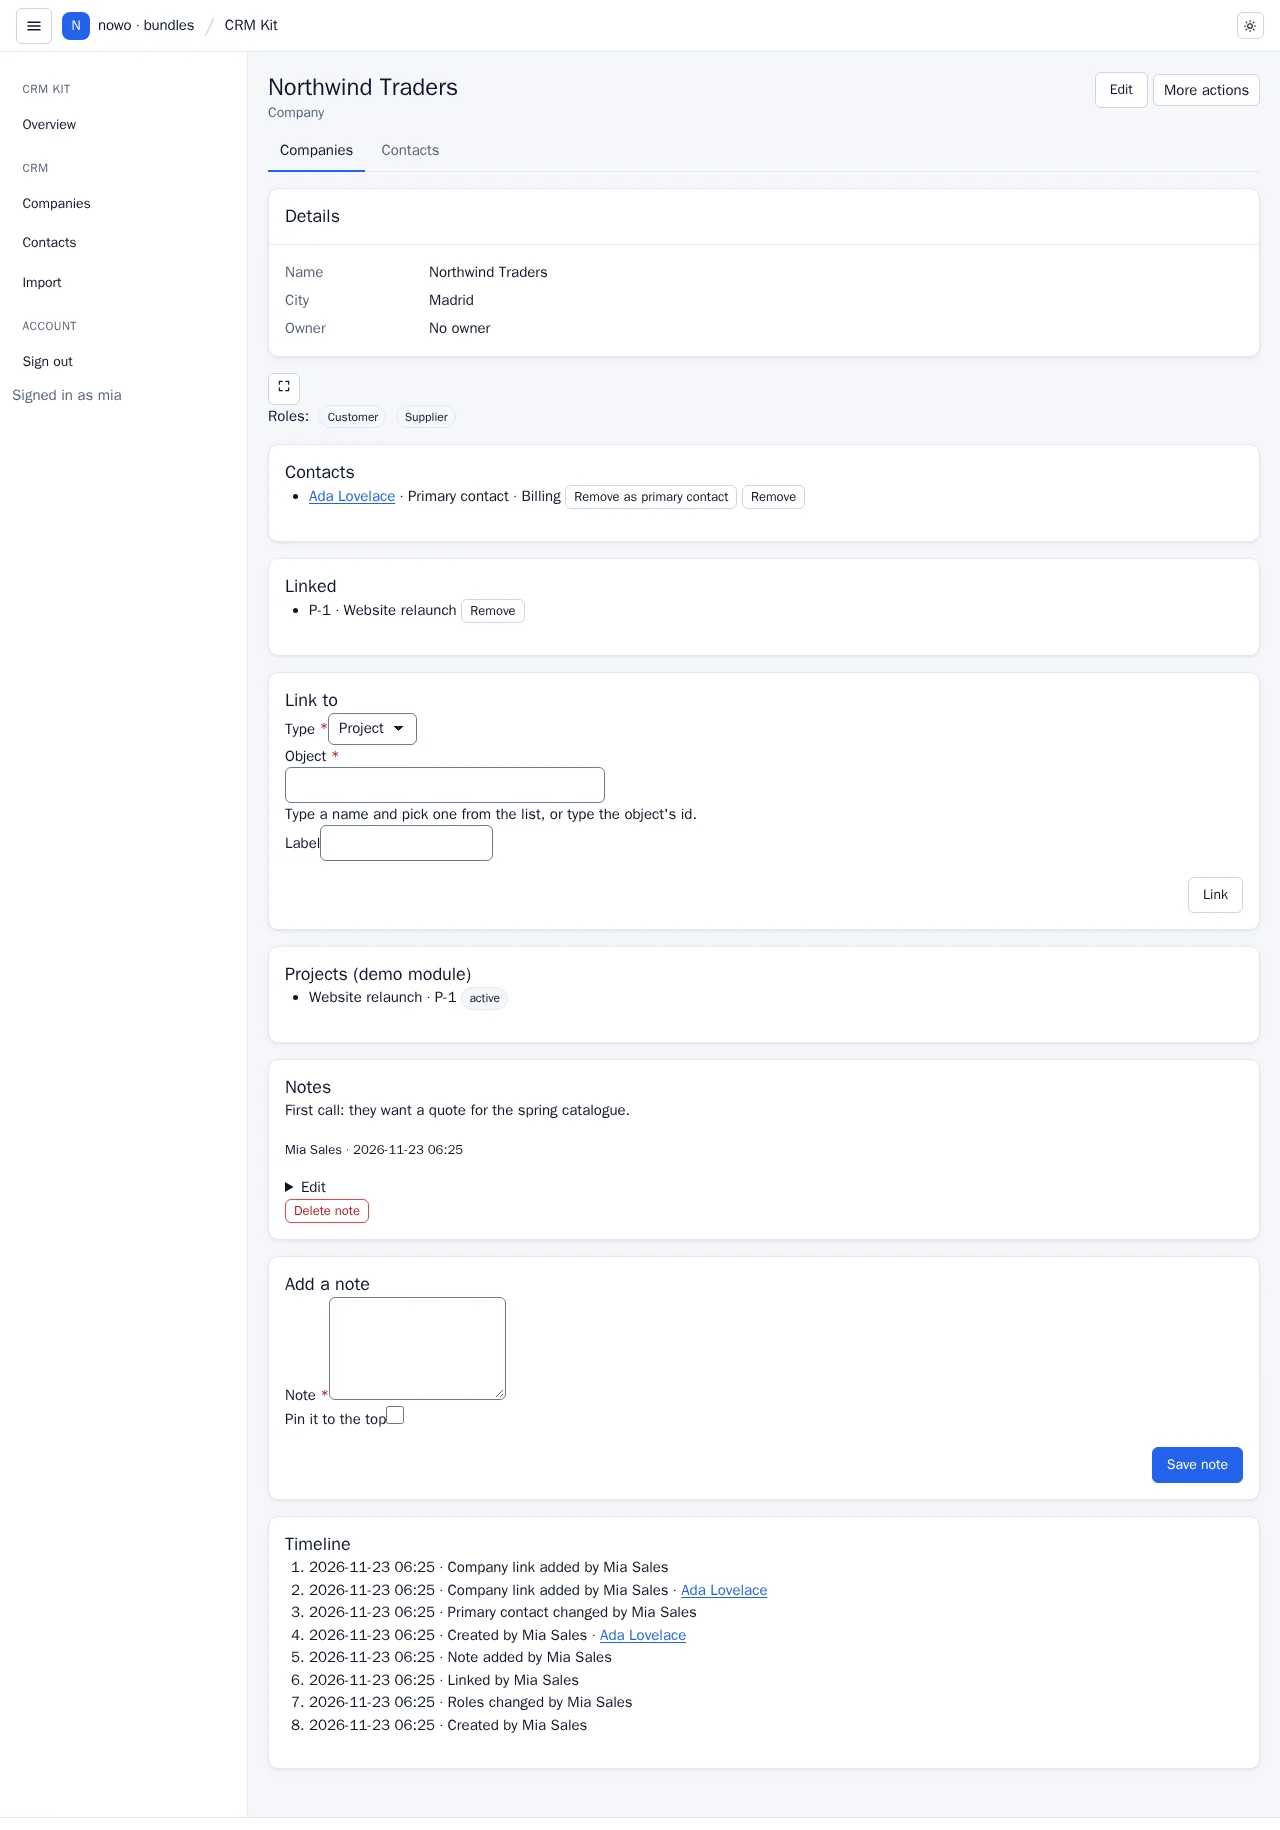 N nowo · bundles / CRM Kit
CRM KIT
Overview
CRM
Companies
Contacts
Import
ACCOUNT
Sign out
Signed in as mia
Northwind Traders
Company
Edit More actions
Companies Contacts
Details
Name Northwind Traders
City Madrid
Owner No owner
Roles: Customer Supplier
Contacts
• Ada Lovelace · Primary contact · Billing Remove as primary contact Remove
Linked
• P-1 · Website relaunch Remove
Link to
Type * Project
Object *
Type a name and pick one from the list, or type the object's id.
Label
Link
Projects (demo module)
• Website relaunch · P-1 active
Notes
First call: they want a quote for the spring catalogue.
Mia Sales · 2026-11-23 06:25
Edit
Delete note
Add a note
Note *
Pin it to the top
Save note
Timeline
1. 2026-11-23 06:25 · Company link added by Mia Sales
2. 2026-11-23 06:25 · Company link added by Mia Sales · Ada Lovelace
3. 2026-11-23 06:25 · Primary contact changed by Mia Sales
4. 2026-11-23 06:25 · Created by Mia Sales · Ada Lovelace
5. 2026-11-23 06:25 · Note added by Mia Sales
6. 2026-11-23 06:25 · Linked by Mia Sales
7. 2026-11-23 06:25 · Roles changed by Mia Sales
8. 2026-11-23 06:25 · Created by Mia Sales